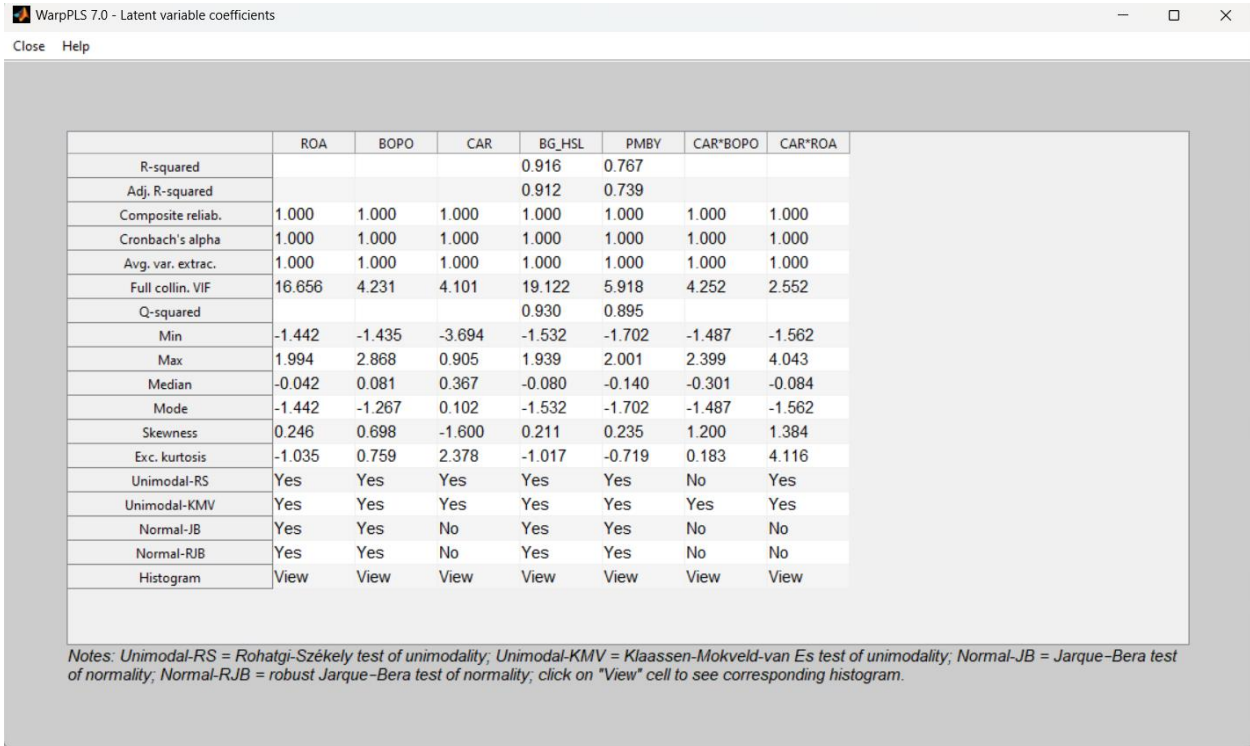 WarpPLS 7.0 - Latent variable coefficients
Close Help
ROA BOPO CAR BG_HSL PMBY CAR*BOPO CAR*ROA
R-squared 0.916 0.767
Adj. R-squared 0.912 0.739
Composite reliab. 1.000 1.000 1.000 1.000 1.000 1.000 1.000
Cronbach's alpha 1.000 1.000 1.000 1.000 1.000 1.000 1.000
Avg. var. extrac. 1.000 1.000 1.000 1.000 1.000 1.000 1.000
Full collin. VIF 16.656 4.231 4.101 19.122 5.918 4.252 2.552
Q-squared 0.930 0.895
Min -1.442 -1.435 -3.694 -1.532 -1.702 -1.487 -1.562
Max 1.994 2.868 0.905 1.939 2.001 2.399 4.043
Median -0.042 0.081 0.367 -0.080 -0.140 -0.301 -0.084
Mode -1.442 -1.267 0.102 -1.532 -1.702 -1.487 -1.562
Skewness 0.246 0.698 -1.600 0.211 0.235 1.200 1.384
Exc. kurtosis -1.035 0.759 2.378 -1.017 -0.719 0.183 4.116
Unimodal-RS Yes Yes Yes Yes Yes No Yes
Unimodal-KMV Yes Yes Yes Yes Yes Yes Yes
Normal-JB Yes Yes No Yes Yes No No
Normal-RJB Yes Yes No Yes Yes No No
Histogram View View View View View View View
Notes: Unimodal-RS = Rohatgi-Székely test of unimodality; Unimodal-KMV = Klaassen-Mokveld-van Es test of unimodality; Normal-JB = Jarque–Bera test
of normality; Normal-RJB = robust Jarque–Bera test of normality; click on "View" cell to see corresponding histogram.